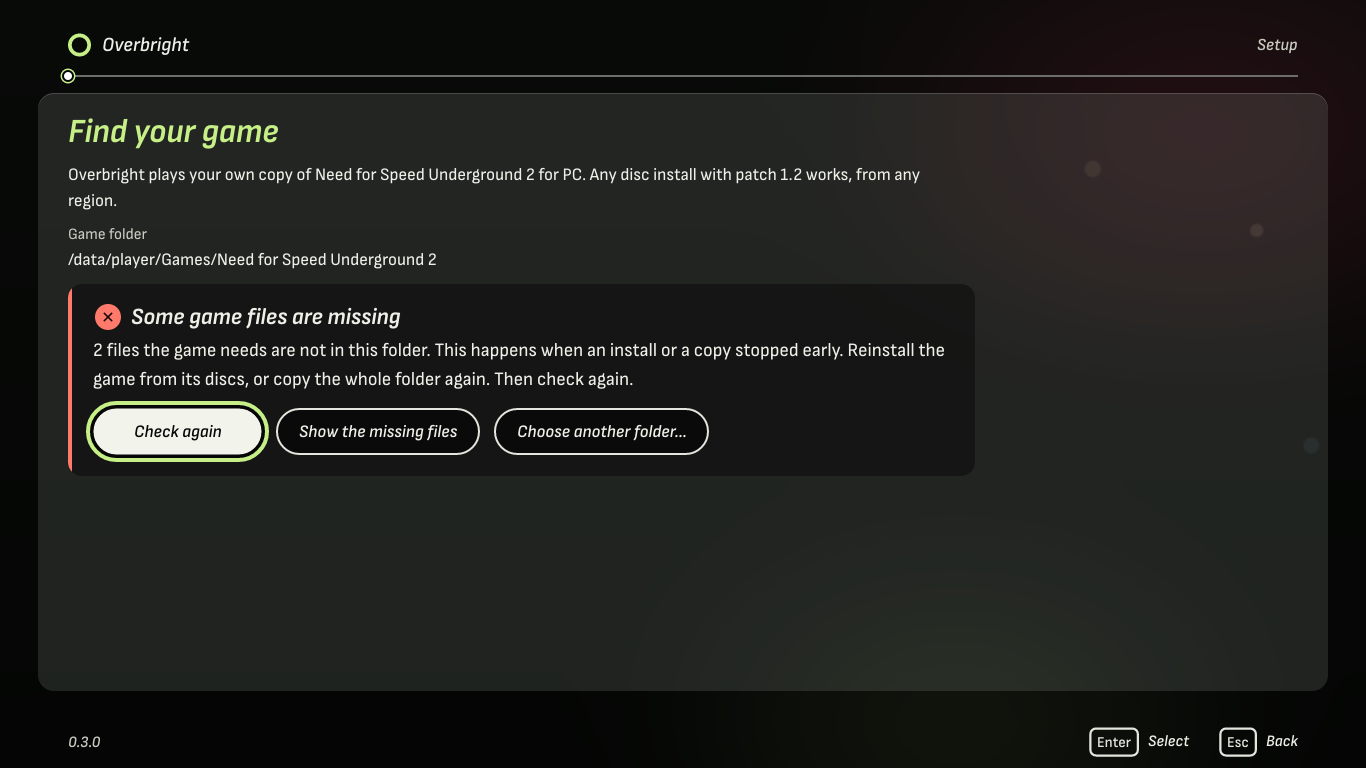 Overbright
Setup
Find your game
Overbright plays your own copy of Need for Speed Underground 2 for PC. Any disc install with patch 1.2 works, from any
region.
Game folder
/data/player/Games/Need for Speed Underground 2
Some game files are missing
2 files the game needs are not in this folder. This happens when an install or a copy stopped early. Reinstall the
game from its discs, or copy the whole folder again. Then check again.
Check again
Show the missing files
Choose another folder...
0.3.0
Enter Select
Esc Back